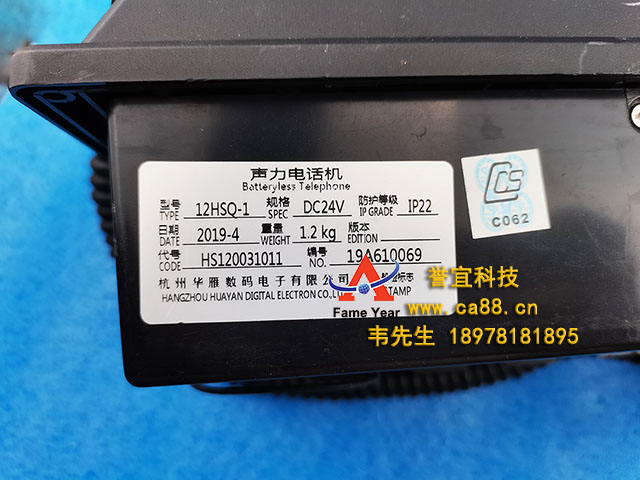 声力电话机
Batteryless Telephone
型号 TYPE 12HSQ-1 规格 SPEC DC24V 防护等级 IP GRADE IP22
日期 DATE 2019-4 重量 WEIGHT 1.2 kg 版本 EDITION
代号 CODE HS120031011 编号 NO. 19A610069
杭州华雁数码电子有限公司 标志
HANGZHOU HUAYAN DIGITAL ELECTRON CO.,L STAMP
CCS
C062
Fame Year
誉宜科技
www.ca88.cn
韦先生 18978181895